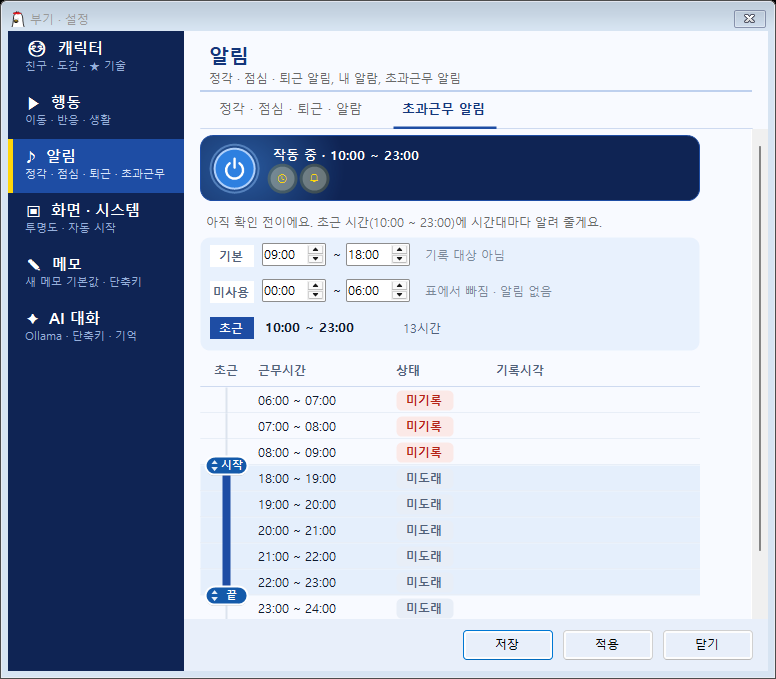 부기 · 설정
캐릭터
친구 · 도감 · ★ 기술
행동
이동 · 반응 · 생활
알림
정각 · 점심 · 퇴근 · 초과근무
화면 · 시스템
투명도 · 자동 시작
메모
새 메모 기본값 · 단축키
AI 대화
Ollama · 단축키 · 기억
알림
정각 · 점심 · 퇴근 알림, 내 알람, 초과근무 알림
정각 · 점심 · 퇴근 · 알람 초과근무 알림
작동 중 · 10:00 ~ 23:00
아직 확인 전이에요. 초근 시간(10:00 ~ 23:00)에 시간대마다 알려 줄게요.
기본 09:00 ~ 18:00 기록 대상 아님
미사용 00:00 ~ 06:00 표에서 빠짐 · 알림 없음
초근 10:00 ~ 23:00 13시간
초근 근무시간 상태 기록시각
06:00 ~ 07:00 미기록
07:00 ~ 08:00 미기록
08:00 ~ 09:00 미기록
시작
18:00 ~ 19:00 미도래
19:00 ~ 20:00 미도래
20:00 ~ 21:00 미도래
21:00 ~ 22:00 미도래
22:00 ~ 23:00 미도래
끝
23:00 ~ 24:00 미도래
저장 적용 닫기